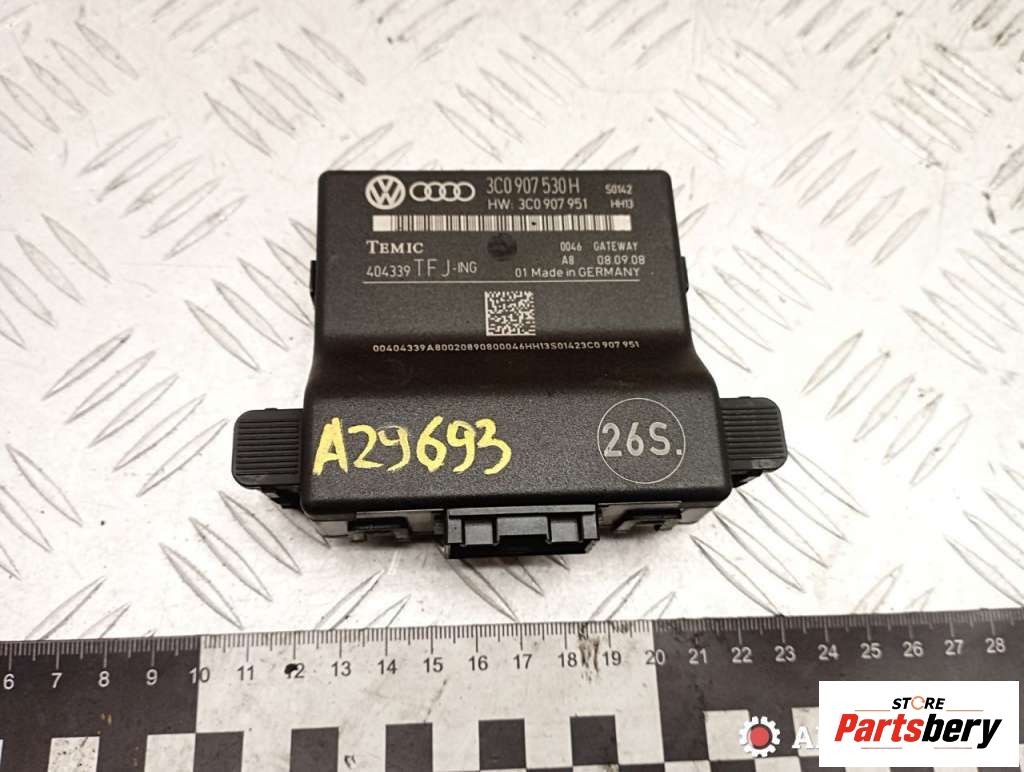 3C0 907 530 H S0142
HW: 3C0 907 951 HH13
TEMIC 0046 GATEWAY
A8 08.09.08
404339 TFJ-ING 01 Made in GERMANY
00404339A80020890800046HH13S01423C0 907 951
A29693
26S.
6 7 8 9 10 11 12 13 14 15 16 17 18 19 20 21 22 23 24 25 26 27 28
STORE
Partsbery